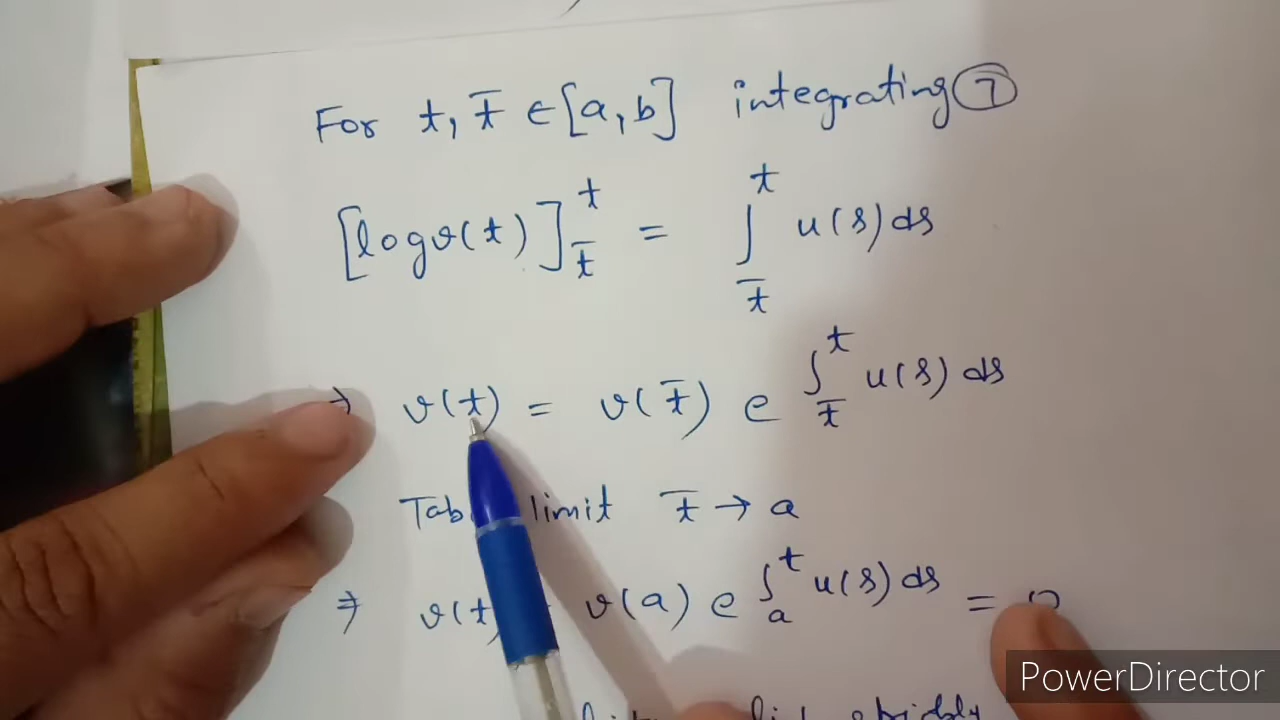 For t, t̅ ∈ [a, b] integrating ⑦
[log v(t)]_t̅^t = ∫_t̅^t u(s) ds
⇒ v(t) = v(t̅) e^{∫_t̅^t u(s) ds}
limit t̅ → a
⇒ v(t) v(a) e^{∫_a^t u(s) ds} =
PowerDirector